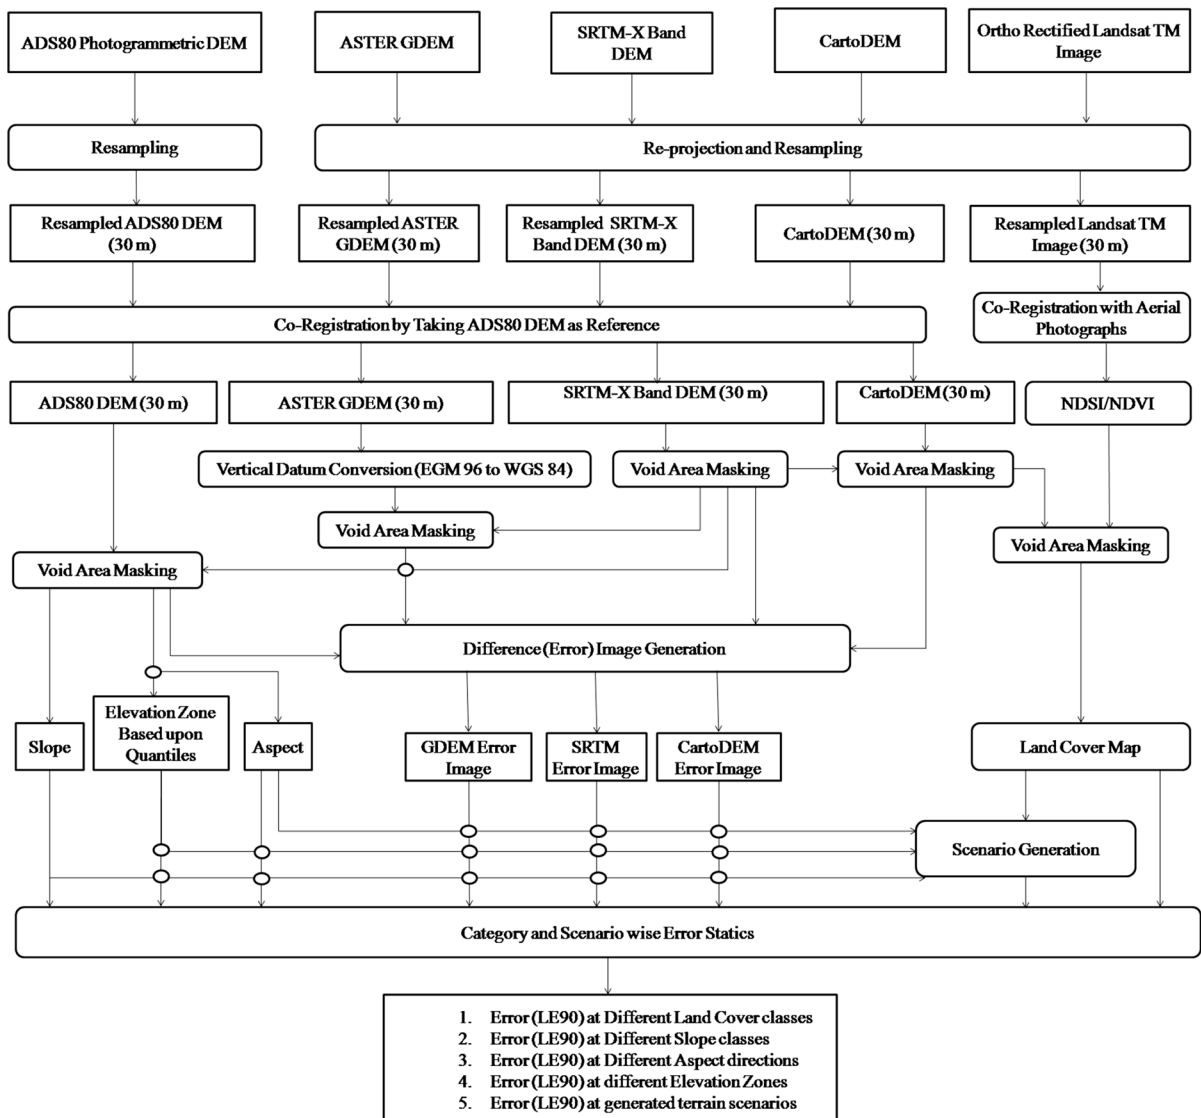 ADS80 Photogrammetric DEM
ASTER GDEM
SRTM-X Band
DEM
CartoDEM
Ortho Rectified Landsat TM
Image
Resampling
Re-projection and Resampling
Resampled ADS80 DEM
(30 m)
Resampled ASTER
GDEM (30 m)
Resampled SRTM-X
Band DEM (30 m)
CartoDEM (30 m)
Resampled Landsat TM
Image (30 m)
Co-Registration by Taking ADS80 DEM as Reference
Co-Registration with Aerial
Photographs
ADS80 DEM (30 m)
ASTER GDEM (30 m)
SRTM-X Band DEM (30 m)
CartoDEM (30 m)
NDSI/NDVI
Vertical Datum Conversion (EGM 96 to WGS 84)
Void Area Masking
Void Area Masking
Void Area Masking
Void Area Masking
Void Area Masking
Difference (Error) Image Generation
Slope
Elevation Zone
Based upon
Quantiles
Aspect
GDEM Error
Image
SRTM
Error Image
CartoDEM
Error Image
Land Cover Map
Scenario Generation
Category and Scenario wise Error Statics
1. Error (LE90) at Different Land Cover classes
2. Error (LE90) at Different Slope classes
3. Error (LE90) at Different Aspect directions
4. Error (LE90) at different Elevation Zones
5. Error (LE90) at generated terrain scenarios